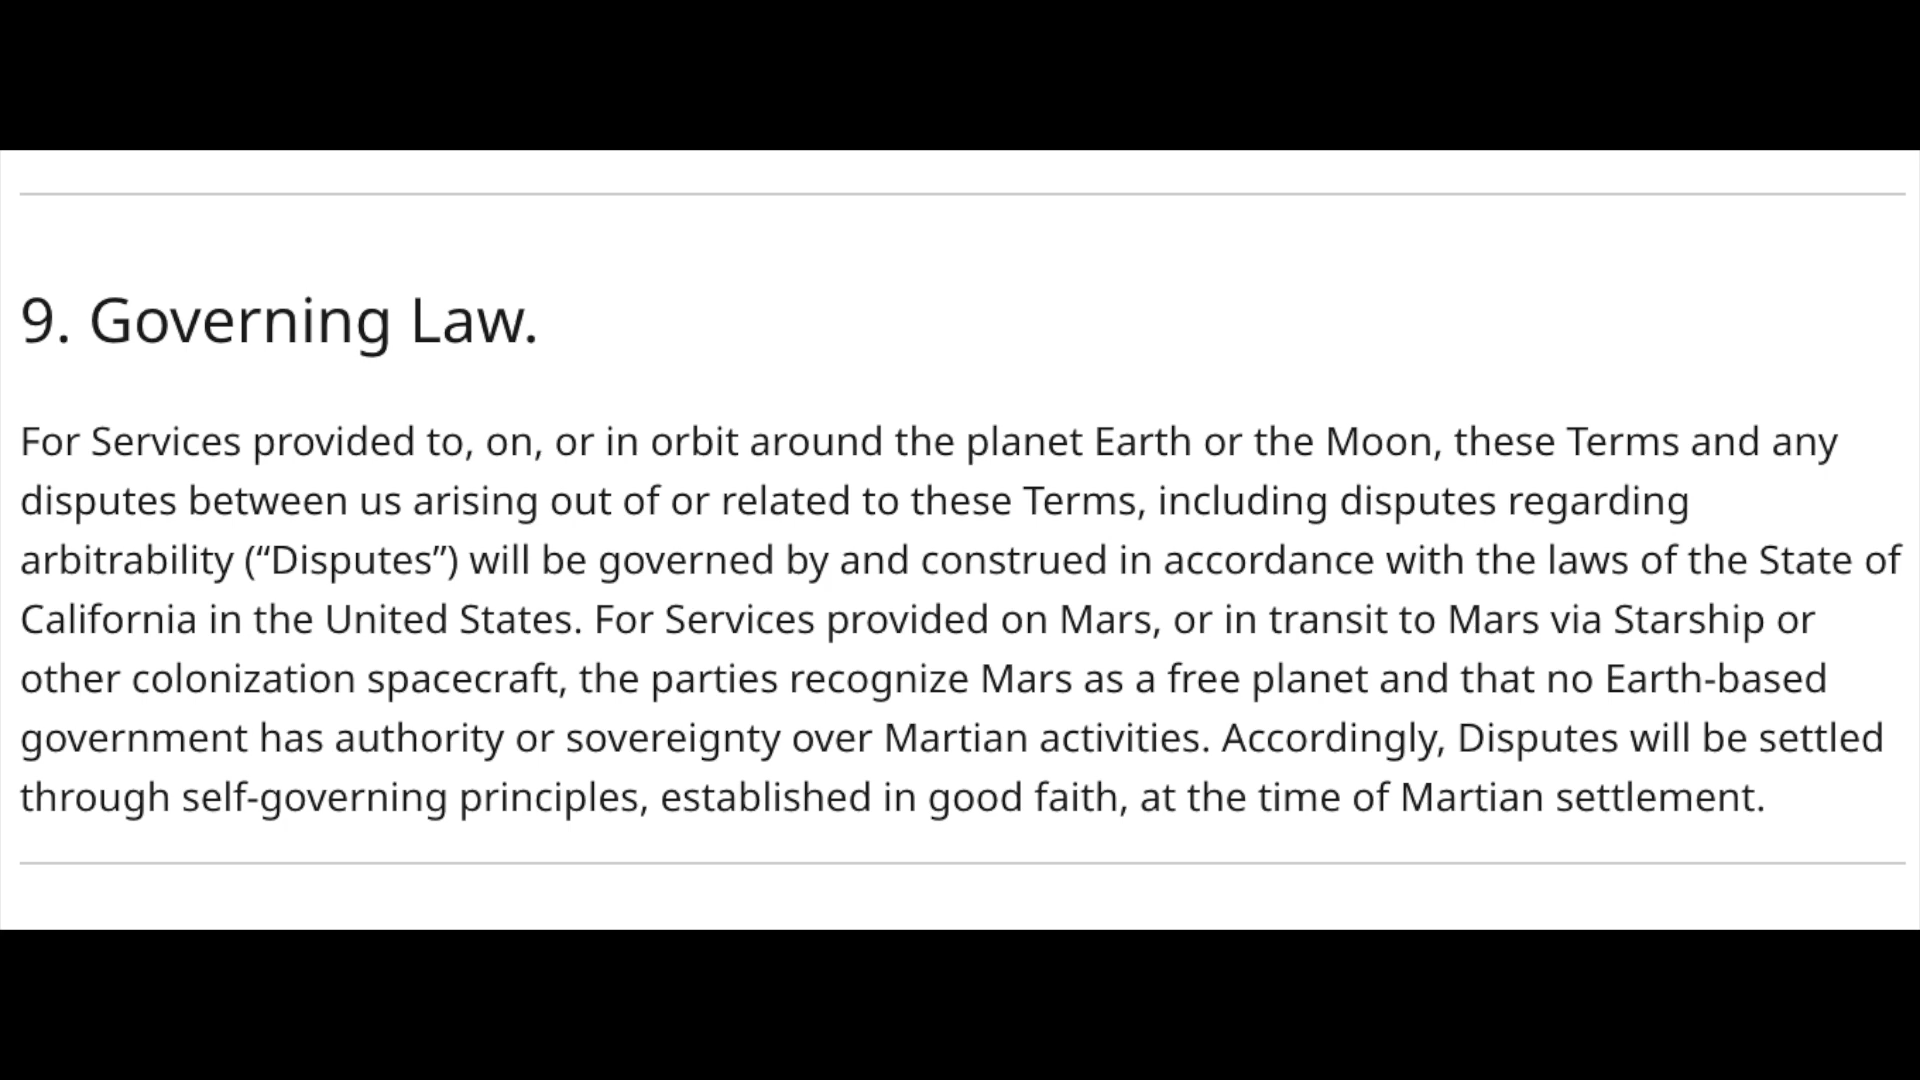 9. Governing Law.
For Services provided to, on, or in orbit around the planet Earth or the Moon, these Terms and any
disputes between us arising out of or related to these Terms, including disputes regarding
arbitrability (“Disputes”) will be governed by and construed in accordance with the laws of the State of
California in the United States. For Services provided on Mars, or in transit to Mars via Starship or
other colonization spacecraft, the parties recognize Mars as a free planet and that no Earth-based
government has authority or sovereignty over Martian activities. Accordingly, Disputes will be settled
through self-governing principles, established in good faith, at the time of Martian settlement.